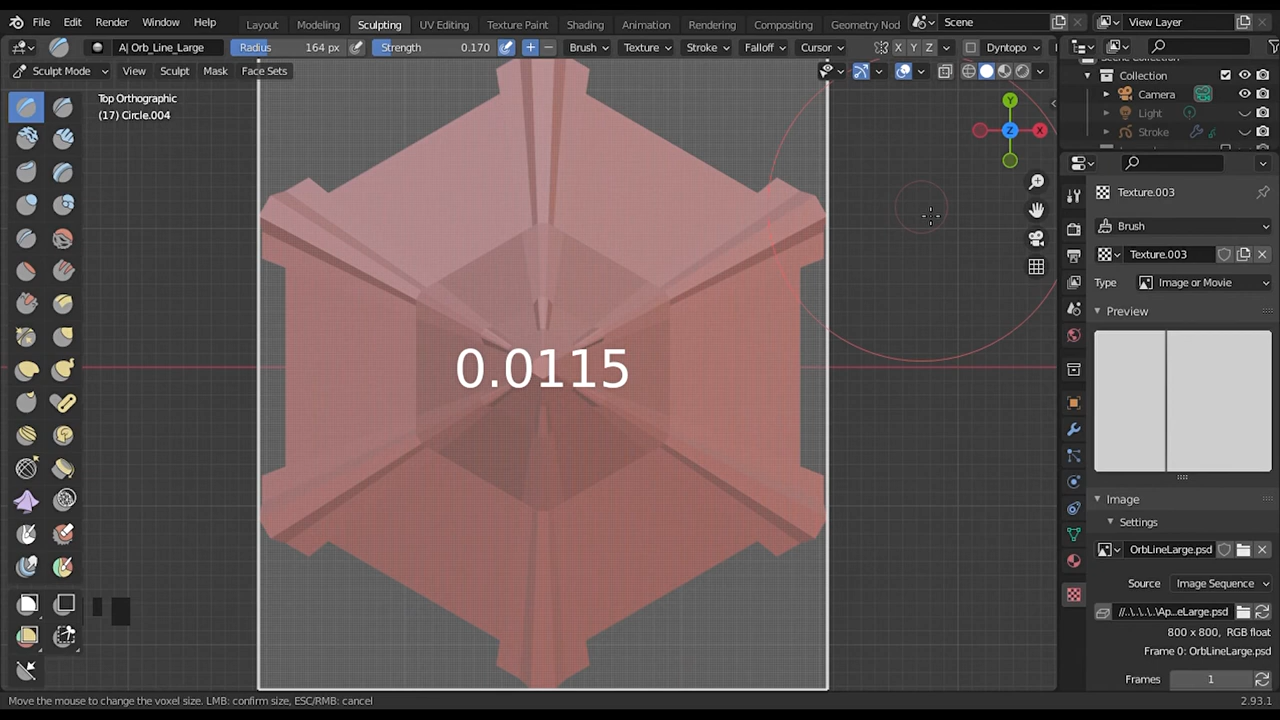 File Edit Render Window Help Layout Modeling Sculpting UV Editing Texture Paint Shading Animation Rendering Compositing Geometry Nod Scene View Layer
A| Orb_Line_Large Radius 164 px Strength 0.170 Brush Texture Stroke Falloff Cursor X Y Z Dyntopo
Sculpt Mode View Sculpt Mask Face Sets
Top Orthographic
(17) Circle.004
Y
X
Z
0.0115
Collection
Camera
Light
Stroke
Texture.003
Brush
Texture.003
Type Image or Movie
Preview
Image
Settings
OrbLineLarge.psd
Source Image Sequence
//..\..\..\..\Ap...eLarge.psd
800 x 800, RGB float
Frame 0: OrbLineLarge.psd
Frames 1
Move the mouse to change the voxel size. LMB: confirm size, ESC/RMB: cancel
2.93.1